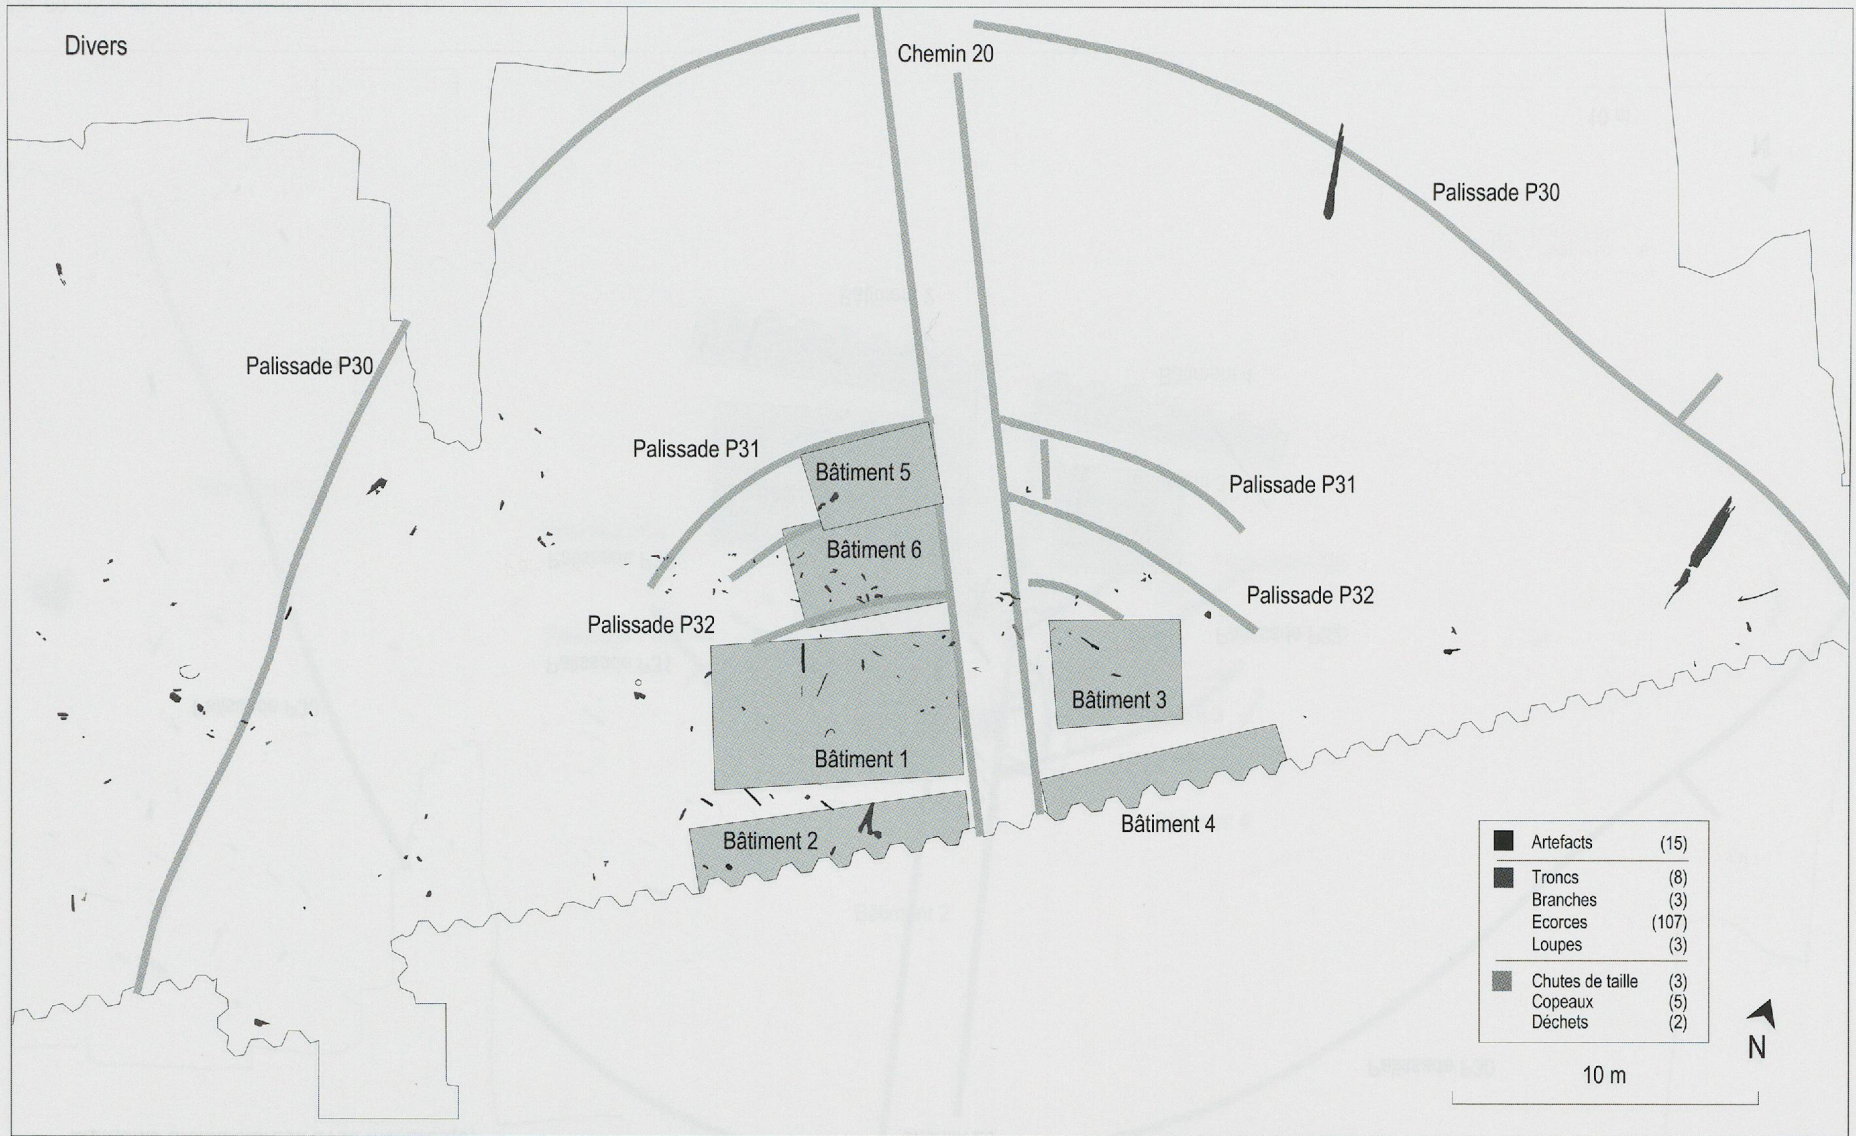 Divers
Chemin 20
Palissade P30
Palissade P30
Palissade P31
Bâtiment 5
Palissade P31
Bâtiment 6
Palissade P32
Palissade P32
Bâtiment 3
Bâtiment 1
Bâtiment 2
Bâtiment 4
Artefacts (15)
Troncs (8)
Branches (3)
Ecorces (107)
Loupes (3)
Chutes de taille (3)
Copeaux (5)
Déchets (2)
N
10 m